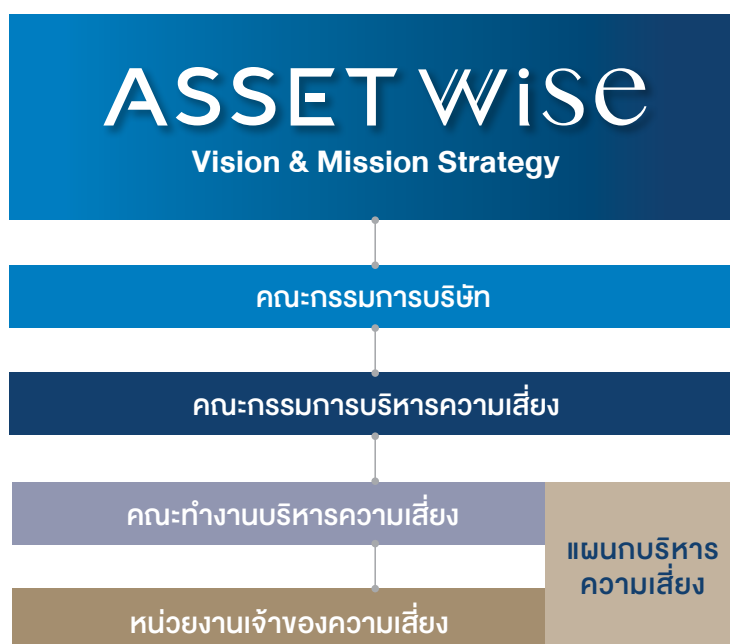 ASSET WiSe
Vision & Mission Strategy
คณะกรรมการบริษัท
คณะกรรมการบริหารความเสี่ยง
คณะทำงานบริหารความเสี่ยง
แผนกบริหาร
ความเสี่ยง
หน่วยงานเจ้าของความเสี่ยง